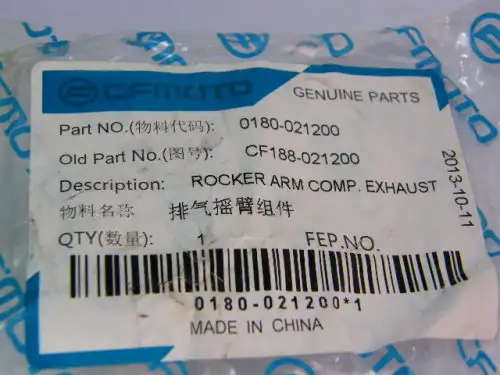 CFMOTO
GENUINE PARTS
Part NO.(物料代码): 0180-021200
Old Part No.(图号): CF188-021200
Description: ROCKER ARM COMP. EXHAUST
物料名称 排气摇臂组件
QTY(数量): 1 FEP.NO.
0180-021200*1
MADE IN CHINA
2013-10-11
CFMOTO